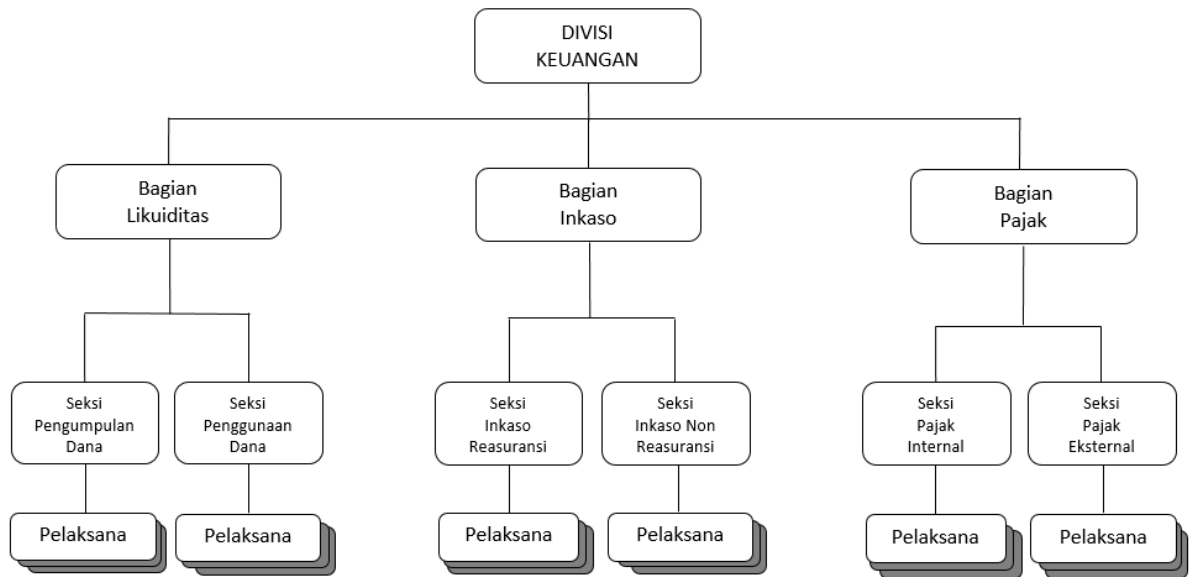 DIVISI
KEUANGAN
Bagian
Likuiditas
Bagian
Inkaso
Bagian
Pajak
Seksi
Pengumpulan
Dana
Seksi
Penggunaan
Dana
Seksi
Inkaso
Reasuransi
Seksi
Inkaso Non
Reasuransi
Seksi
Pajak
Internal
Seksi
Pajak
Eksternal
Pelaksana
Pelaksana
Pelaksana
Pelaksana
Pelaksana
Pelaksana